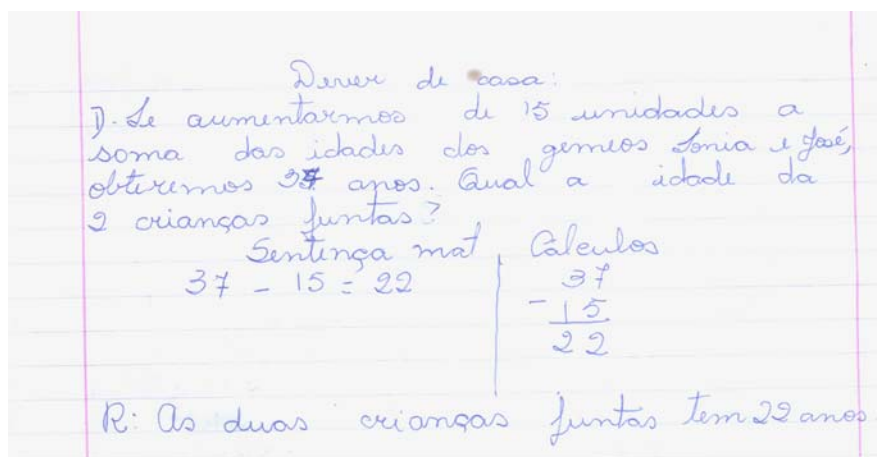 Dever de casa:
1). Se aumentarmos de 15 unidades a
soma das idades dos gemeos Sonia e José,
obteremos 37 anos. Qual a idade da
2 crianças juntas?
Sentença mat Cálculos
37 - 15 = 22 37
- 15
22
R: As duas crianças juntas tem 22 anos